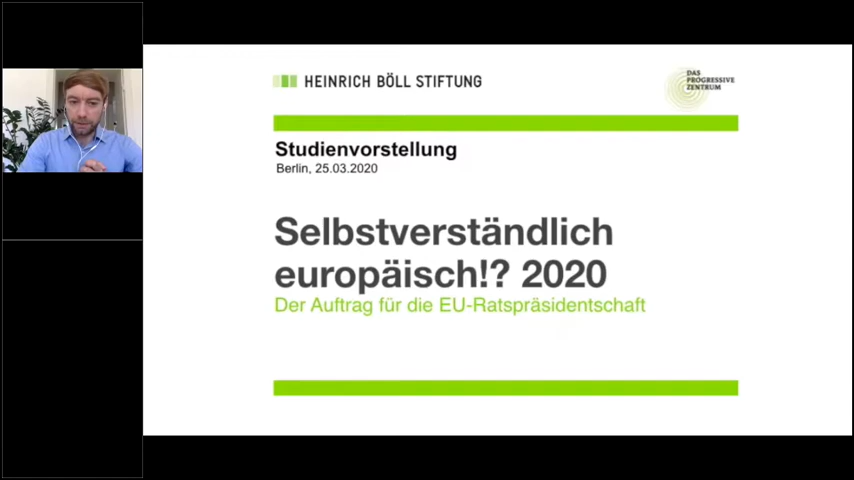 HEINRICH BÖLL STIFTUNG
DAS
PROGRESSIVE
ZENTRUM
Studienvorstellung
Berlin, 25.03.2020
Selbstverständlich
europäisch!? 2020
Der Auftrag für die EU-Ratspräsidentschaft